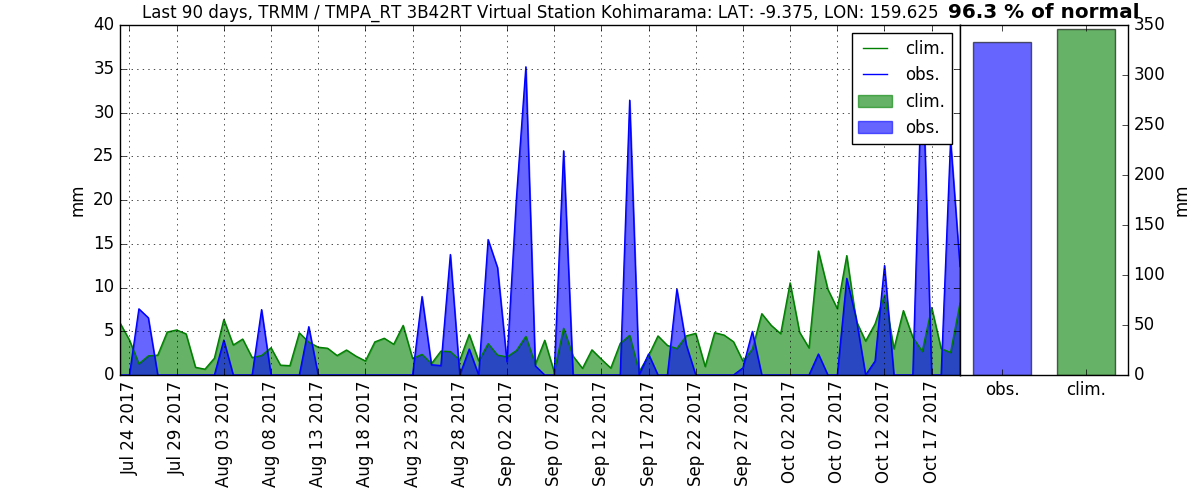 Last 90 days, TRMM / TMPA_RT 3B42RT Virtual Station Kohimarama: LAT: -9.375, LON: 159.625 96.3 % of normal
40
35
30
25
20
15
10
5
0
mm
clim.
obs.
clim.
obs.
350
300
250
200
150
100
50
0
mm
Jul 24 2017
Jul 29 2017
Aug 03 2017
Aug 08 2017
Aug 13 2017
Aug 18 2017
Aug 23 2017
Aug 28 2017
Sep 02 2017
Sep 07 2017
Sep 12 2017
Sep 17 2017
Sep 22 2017
Sep 27 2017
Oct 02 2017
Oct 07 2017
Oct 12 2017
Oct 17 2017
obs.
clim.